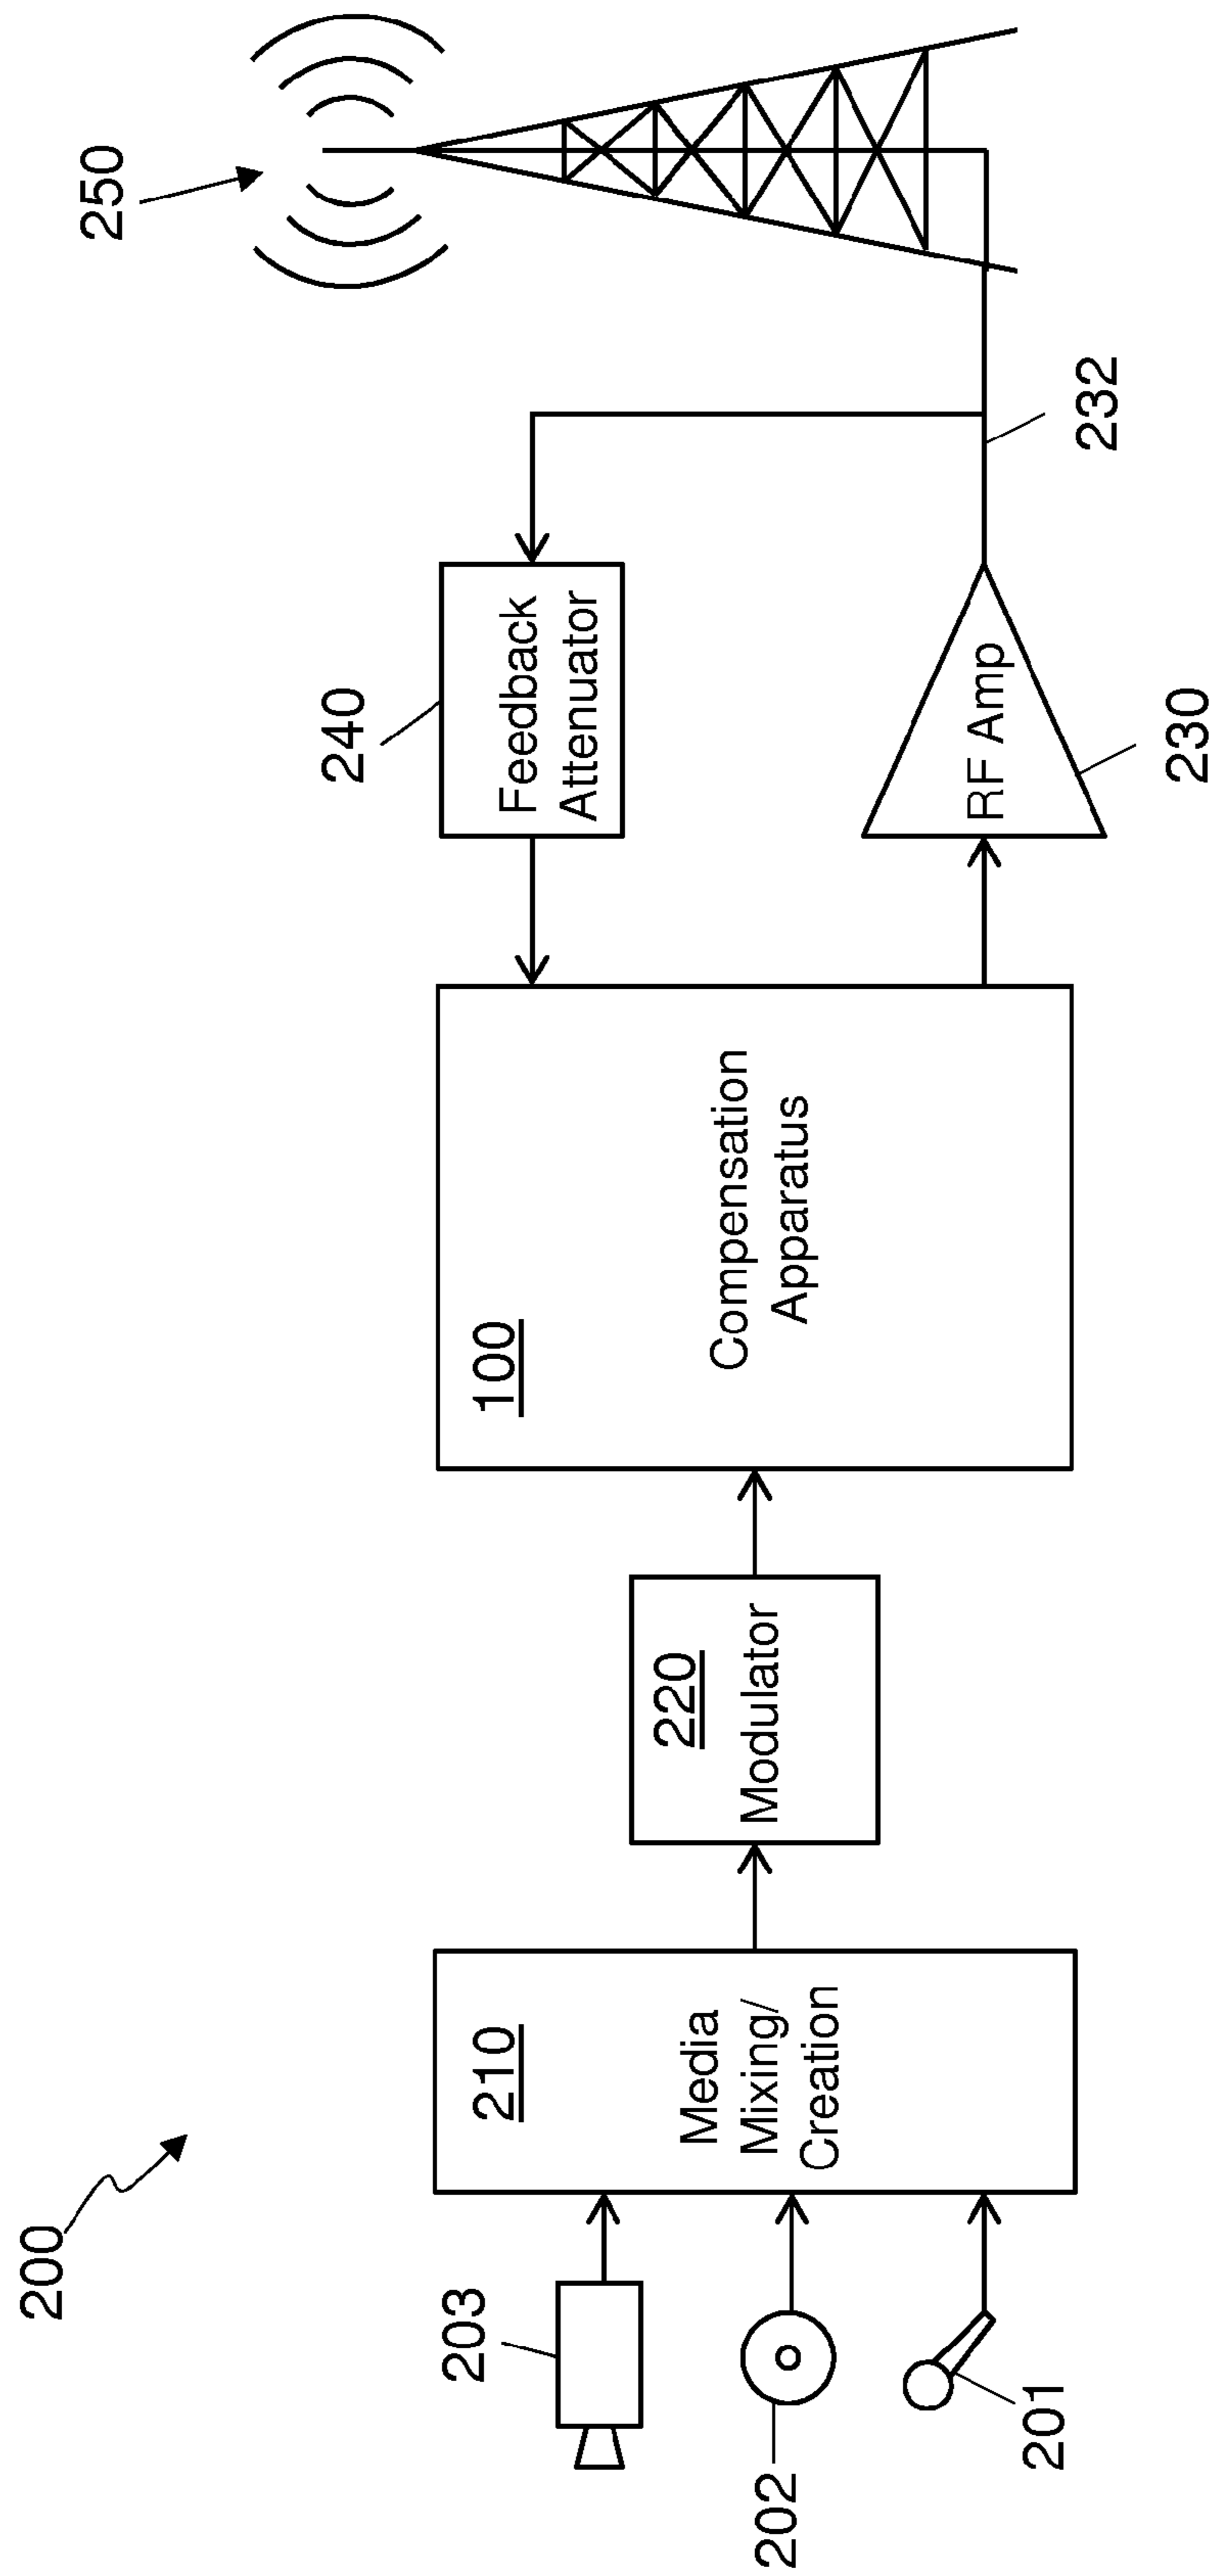 200
203
202
201
210
Media
Mixing/
Creation
220
Modulator
100
Compensation
Apparatus
240
Feedback
Attenuator
RF Amp
230
232
250